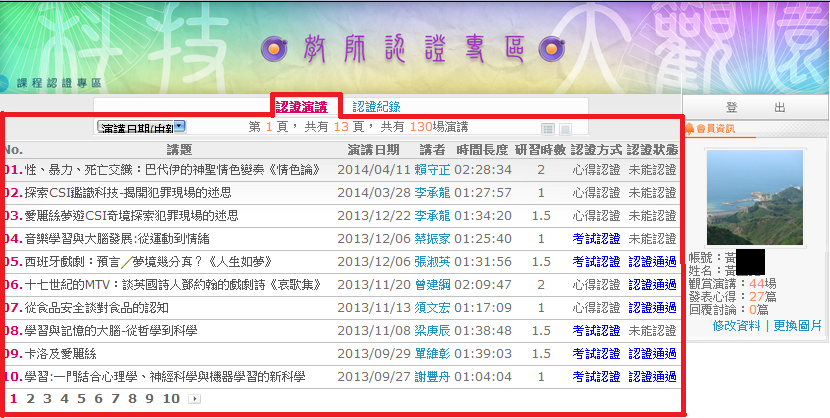 科技大觀園
教師認證專區
課程認證專區
認證演講 認證紀錄
登 出
第 1 頁, 共有 13 頁, 共有 130場演講
會員資訊
No. 講題 演講日期 講者 時間長度 研習時數 認證方式 認證狀態
01.性、暴力、死亡交織：巴代伊的神聖情色變奏《情色論》 2014/04/11 賴守正 02:28:34 2 心得認證 未能認證
02.探索CSI鑑識科技-揭開犯罪現場的迷思 2014/03/28 李承龍 01:27:57 1 心得認證 未能認證
03.愛麗絲夢遊CSI奇境探索犯罪現場的迷思 2013/12/22 李承龍 01:34:20 1.5 心得認證 未能認證
04.音樂學習與大腦發展:從運動到情緒 2013/12/06 蔡振家 01:25:40 1 考試認證 未能認證
05.西班牙戲劇：預言／夢境幾分真？《人生如夢》 2013/12/06 張淑英 01:31:56 1.5 考試認證 認證通過
06.十七世紀的MTV：談英國詩人鄧約翰的戲劇詩《哀歌集》 2013/11/20 曾建綱 02:09:47 2 心得認證 未能認證
07.從食品安全談對食品的認知 2013/11/13 須文宏 01:17:09 1 心得認證 認證通過
08.學習與記憶的大腦-從哲學到科學 2013/11/08 梁庚辰 01:38:48 1.5 考試認證 未能認證
09.卡洛及愛麗絲 2013/09/29 單維彰 01:39:03 1.5 考試認證 認證通過
10.學習:一門結合心理學、神經科學與機器學習的新科學 2013/09/27 謝豐舟 01:04:04 1 考試認證 認證通過
1 2 3 4 5 6 7 8 9 10
帳號：黃
姓名：黃
觀賞演講：44場
發表心得：27篇
回覆討論：0篇
修改資料 | 更換圖片